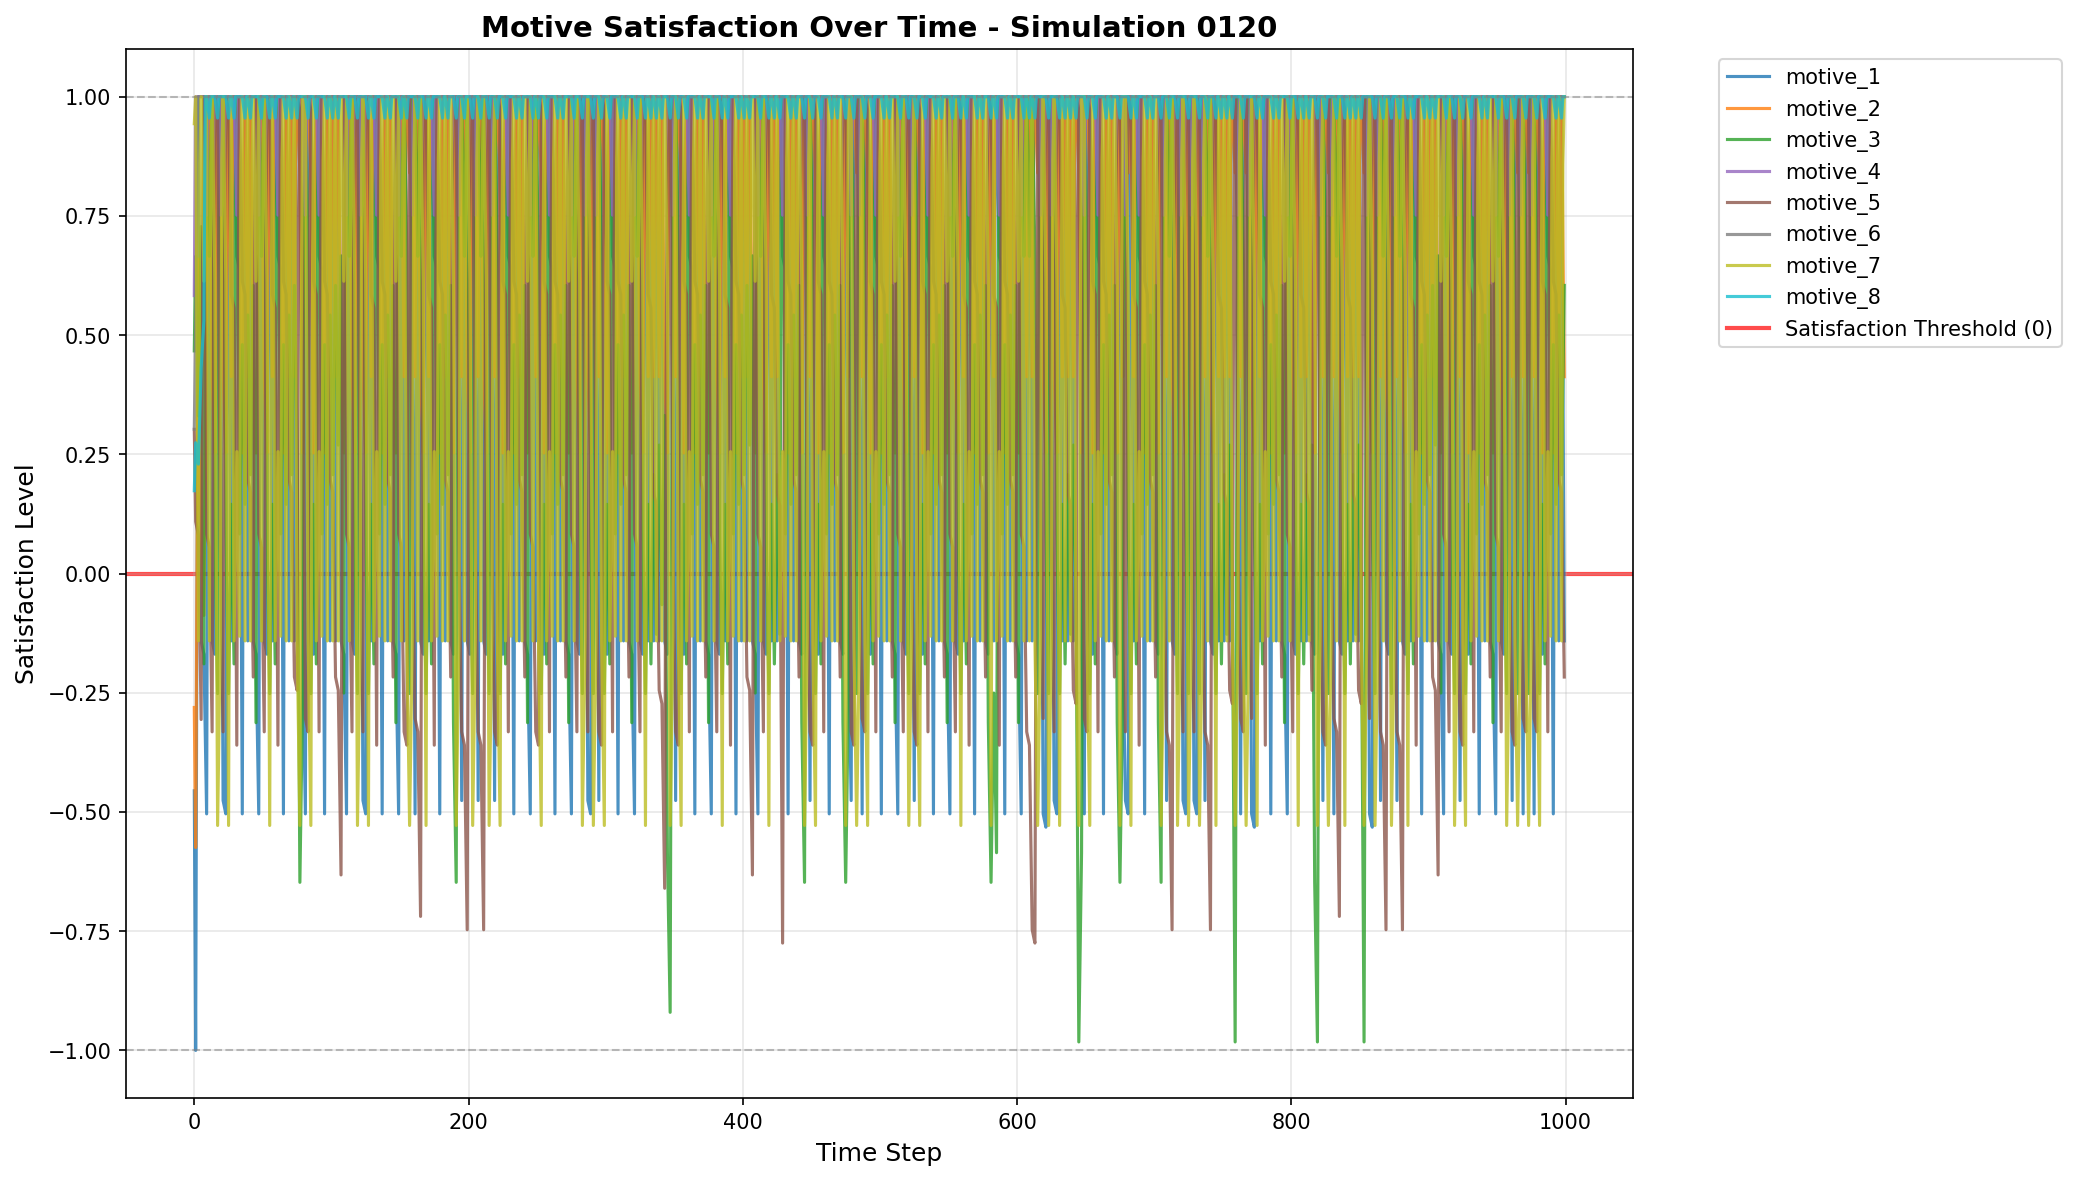 Motive Satisfaction Over Time - Simulation 0120
motive_1
motive_2
motive_3
motive_4
motive_5
motive_6
motive_7
motive_8
Satisfaction Threshold (0)
Satisfaction Level
1.00
0.75
0.50
0.25
0.00
−0.25
−0.50
−0.75
−1.00
0 200 400 600 800 1000
Time Step